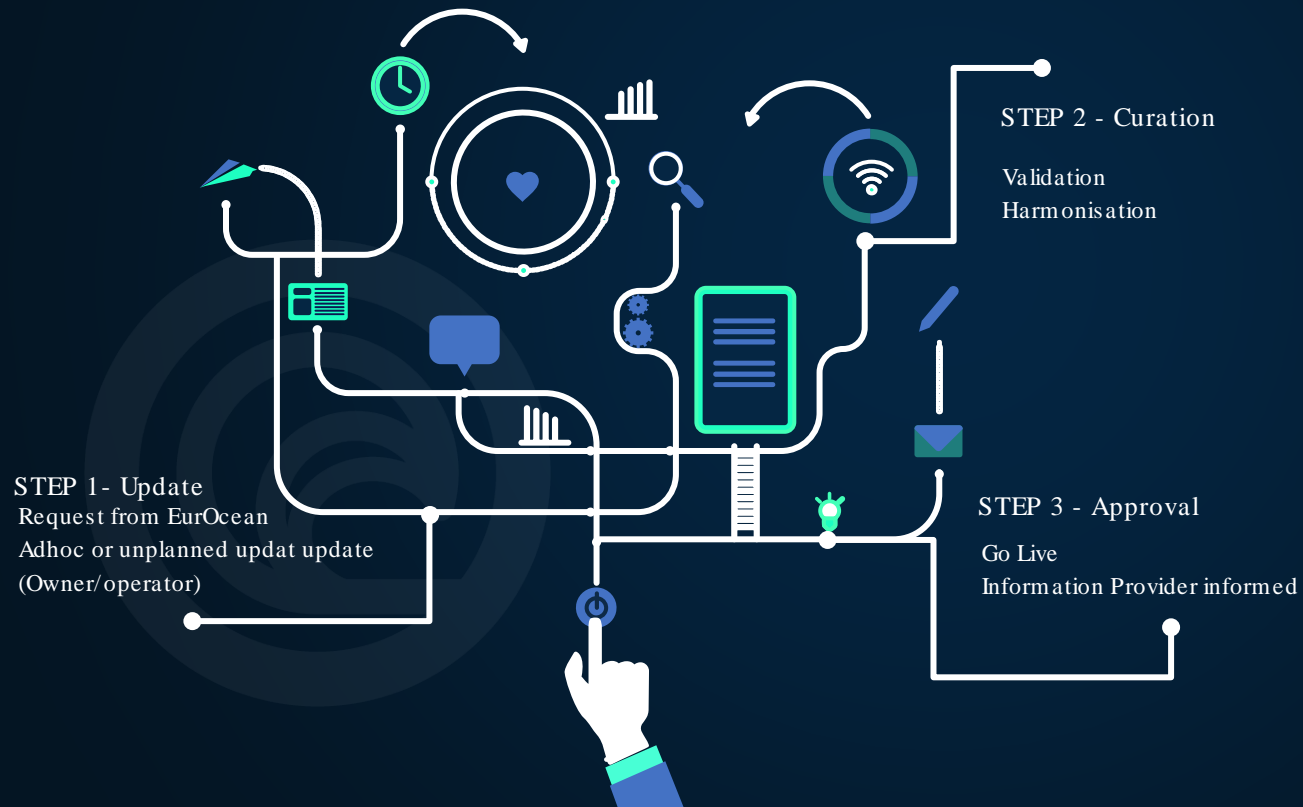 STEP 1- Update
Request from EurOcean
Adhoc or unplanned updat update
(Owner/operator)
STEP 2 - Curation
Validation
Harmonisation
STEP 3 - Approval
Go Live
Information Provider informed